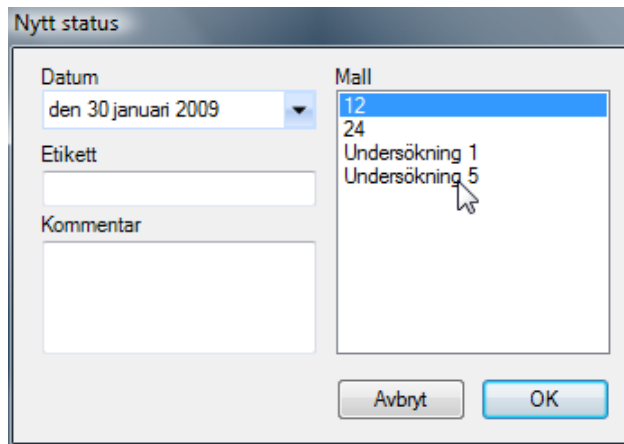 Nytt status
Datum
den 30 januari 2009
Etikett
Kommentar
Mall
12
24
Undersökning 1
Undersökning 5
Avbryt
OK